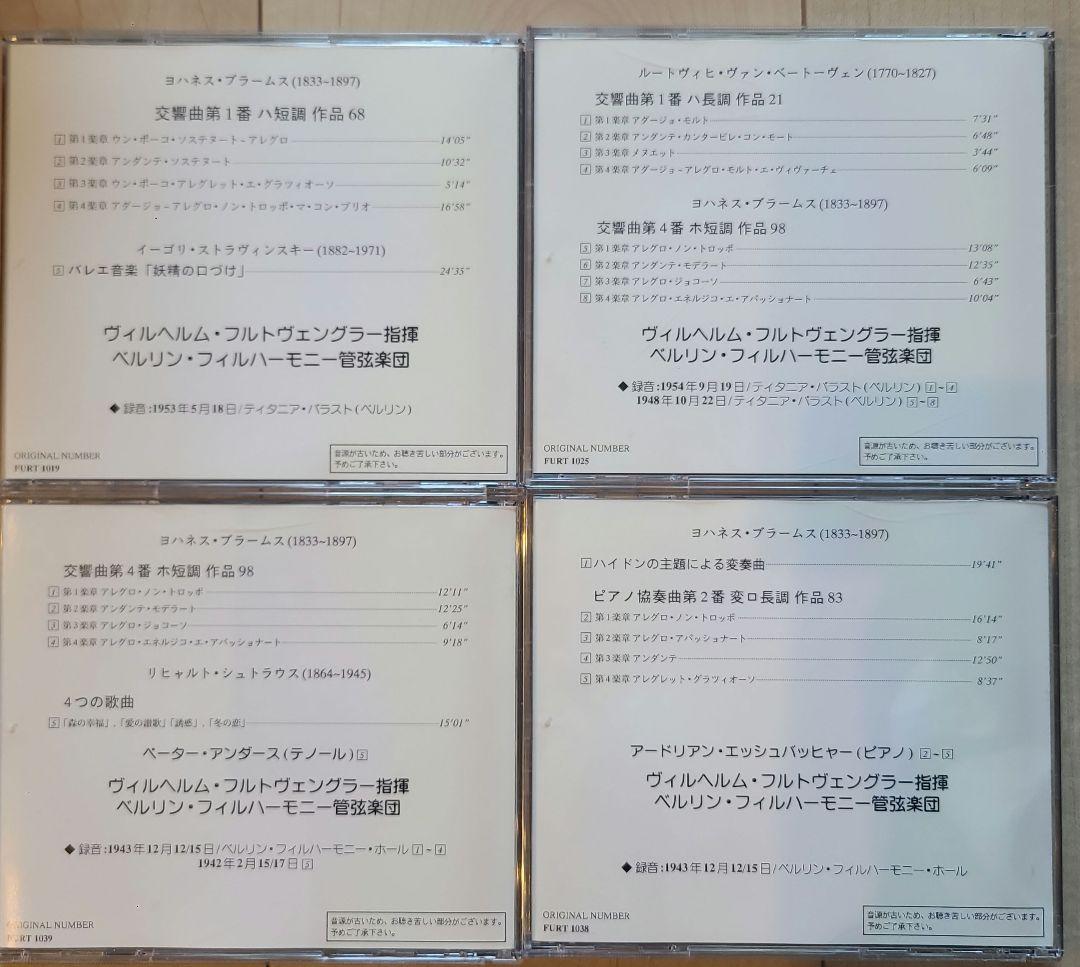 ヨハネス・ブラームス(1833~1897)
交響曲第1番 ハ短調 作品68
1 第1楽章 ウン・ポーコ・ソステヌート－アレグロ 14'05"
2 第2楽章 アンダンテ・ソステヌート 10'32"
3 第3楽章 ウン・ポーコ・アレグレット・エ・グラツィオーソ 5'14"
4 第4楽章 アダージョ－アレグロ・ノン・トロッポ・マ・コン・ブリオ 16'58"
イーゴリ・ストラヴィンスキー(1882~1971)
5 バレエ音楽「妖精の口づけ」 24'35"
ヴィルヘルム・フルトヴェングラー指揮
ベルリン・フィルハーモニー管弦楽団
◆ 録音:1953年5月18日/ティタニア・パラスト(ベルリン)
ORIGINAL NUMBER
FURT 1019
音源が古いため、お聴き苦しい部分がございます。
予めご了承下さい。
ルートヴィヒ・ヴァン・ベートーヴェン(1770~1827)
交響曲第1番 ハ長調 作品21
1 第1楽章 アダージョ・モルト 7'31"
2 第2楽章 アンダンテ・カンタービレ・コン・モート 6'48"
3 第3楽章 メヌエット 3'44"
4 第4楽章 アダージョ－アレグロ・モルト・エ・ヴィヴァーチェ 6'09"
ヨハネス・ブラームス(1833~1897)
交響曲第4番 ホ短調 作品98
5 第1楽章 アレグロ・ノン・トロッポ 13'08"
6 第2楽章 アンダンテ・モデラート 12'35"
7 第3楽章 アレグロ・ジョコーソ 6'43"
8 第4楽章 アレグロ・エネルジコ・エ・アパッショナート 10'04"
ヴィルヘルム・フルトヴェングラー指揮
ベルリン・フィルハーモニー管弦楽団
◆ 録音:1954年9月19日/ティタニア・パラスト(ベルリン) 1~4
1948年10月22日/ティタニア・パラスト(ベルリン) 5~8
ORIGINAL NUMBER
FURT 1025
音源が古いため、お聴き苦しい部分がございます。
予めご了承下さい。
ヨハネス・ブラームス(1833~1897)
交響曲第4番 ホ短調 作品98
1 第1楽章 アレグロ・ノン・トロッポ 12'11"
2 第2楽章 アンダンテ・モデラート 12'25"
3 第3楽章 アレグロ・ジョコーソ 6'14"
4 第4楽章 アレグロ・エネルジコ・エ・アパッショナート 9'18"
リヒャルト・シュトラウス(1864~1945)
4つの歌曲
5 「森の幸福」,「愛の讃歌」「誘惑」,「冬の恋」 15'01"
ペーター・アンダース(テノール) 5
ヴィルヘルム・フルトヴェングラー指揮
ベルリン・フィルハーモニー管弦楽団
◆ 録音:1943年12月12/15日/ベルリン・フィルハーモニー・ホール 1~4
1942年2月15/17日 5
ORIGINAL NUMBER
FURT 1039
音源が古いため、お聴き苦しい部分がございます。
予めご了承下さい。
ヨハネス・ブラームス(1833~1897)
1 ハイドンの主題による変奏曲 19'41"
ピアノ協奏曲第2番 変ロ長調 作品83
2 第1楽章 アレグロ・ノン・トロッポ 16'14"
3 第2楽章 アレグロ・アパッショナート 8'17"
4 第3楽章 アンダンテ 12'50"
5 第4楽章 アレグレット・グラツィオーソ 8'37"
アードリアン・エッシュバッヒャー(ピアノ) 2~5
ヴィルヘルム・フルトヴェングラー指揮
ベルリン・フィルハーモニー管弦楽団
◆ 録音:1943年12月12/15日/ベルリン・フィルハーモニー・ホール
ORIGINAL NUMBER
FURT 1038
音源が古いため、お聴き苦しい部分がございます。
予めご了承下さい。